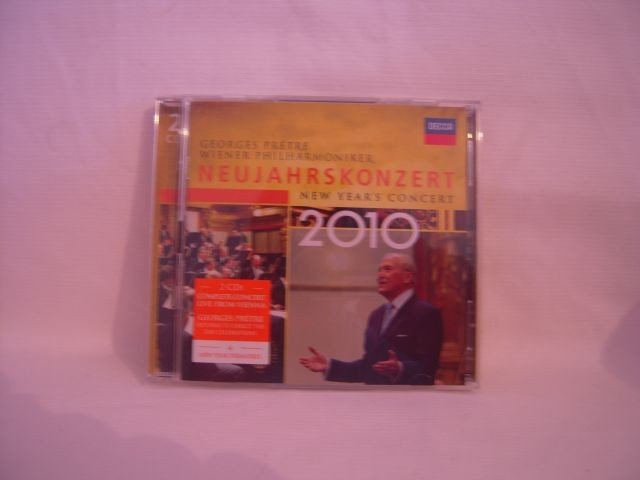 DECCA
GEORGES PRÊTRE
WIENER PHILHARMONIKER
NEUJAHRSKONZERT
NEW YEAR'S CONCERT
2010
2 CDs
COMPLETE CONCERT
LIVE FROM VIENNA
GEORGES PRÊTRE